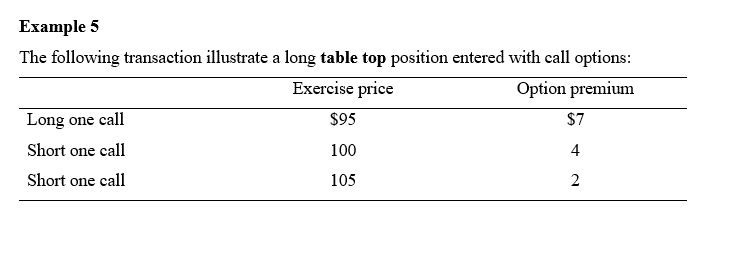 Example 5
The following transaction illustrate a long table top position entered with call options:
Exercise price Option premium
Long one call $95 $7
Short one call 100 4
Short one call 105 2